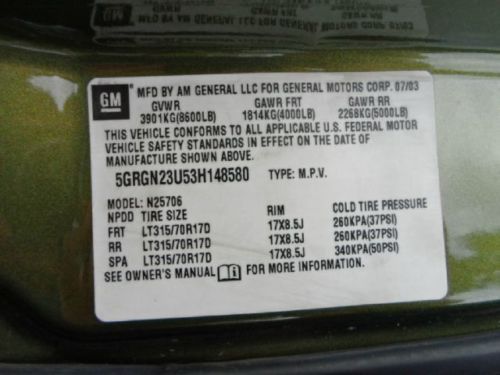 GM
MFD BY AM GENERAL LLC FOR GENERAL MOTORS CORP. 07/03
GVWR GAWR FRT GAWR RR
3901KG(8600LB) 1814KG(4000LB) 2268KG(5000LB)
THIS VEHICLE CONFORMS TO ALL APPLICABLE U.S. FEDERAL MOTOR
VEHICLE SAFETY STANDARDS IN EFFECT ON THE DATE OF
MANUFACTURE SHOWN ABOVE.
5GRGN23U53H148580 TYPE: M.P.V.
MODEL: N25706
NPDD TIRE SIZE RIM COLD TIRE PRESSURE
FRT LT315/70R17D 17X8.5J 260KPA(37PSI)
RR LT315/70R17D 17X8.5J 260KPA(37PSI)
SPA LT315/70R17D 17X8.5J 340KPA(50PSI)
SEE OWNER'S MANUAL FOR MORE INFORMATION.